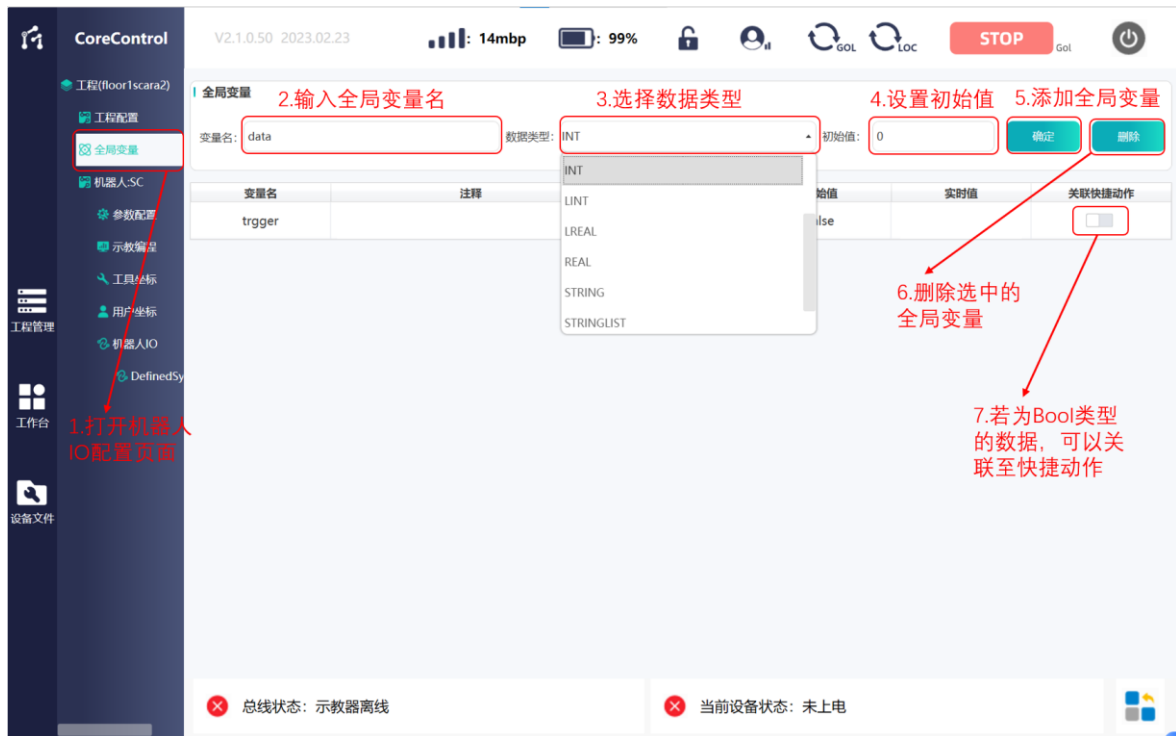 CoreControl
V2.1.0.50 2023.02.23
: 14mbp
: 99%
GOL
LOC
STOP
Gol
工程(floor1scara2)
工程配置
全局变量
机器人:SC
参数配置
示教编程
工具坐标
用户坐标
机器人IO
DefinedSy
工程管理
工作台
设备文件
1.打开机器人
IO配置页面
全局变量
2.输入全局变量名
3.选择数据类型
4.设置初始值
5.添加全局变量
变量名: data
数据类型: INT
初始值: 0
确定
删除
INT
LINT
LREAL
REAL
STRING
STRINGLIST
变量名 注释 始值 实时值 关联快捷动作
trgger lse
6.删除选中的
全局变量
7.若为Bool类型
的数据，可以关
联至快捷动作
总线状态：示教器离线
当前设备状态：未上电